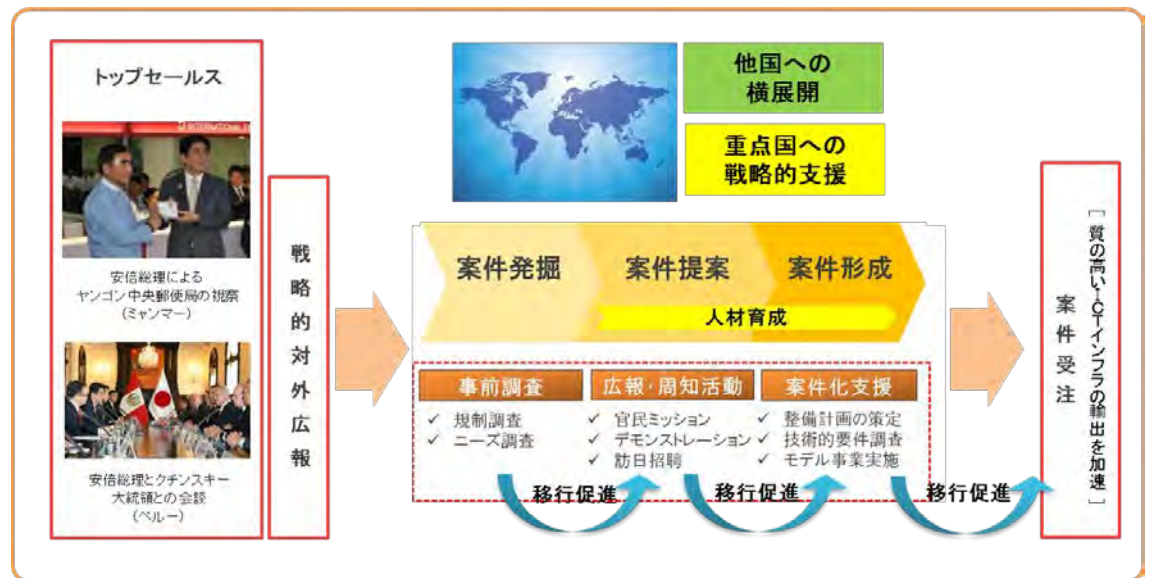 トップセールス
INTERNATIONAL
安倍総理による
ヤンゴン中央郵便局の視察
(ミャンマー)
安倍総理とクチンスキー
大統領との会談
(ペルー)
戦略的対外広報
他国への
横展開
重点国への
戦略的支援
案件発掘
案件提案
案件形成
人材育成
事前調査
✓ 規制調査
✓ ニーズ調査
広報・周知活動
✓ 官民ミッション
✓ デモンストレーション
✓ 訪日招聘
案件化支援
✓ 整備計画の策定
✓ 技術的要件調査
✓ モデル事業実施
移行促進
移行促進
移行促進
案件受注
[質の高いICTインフラの輸出を加速]